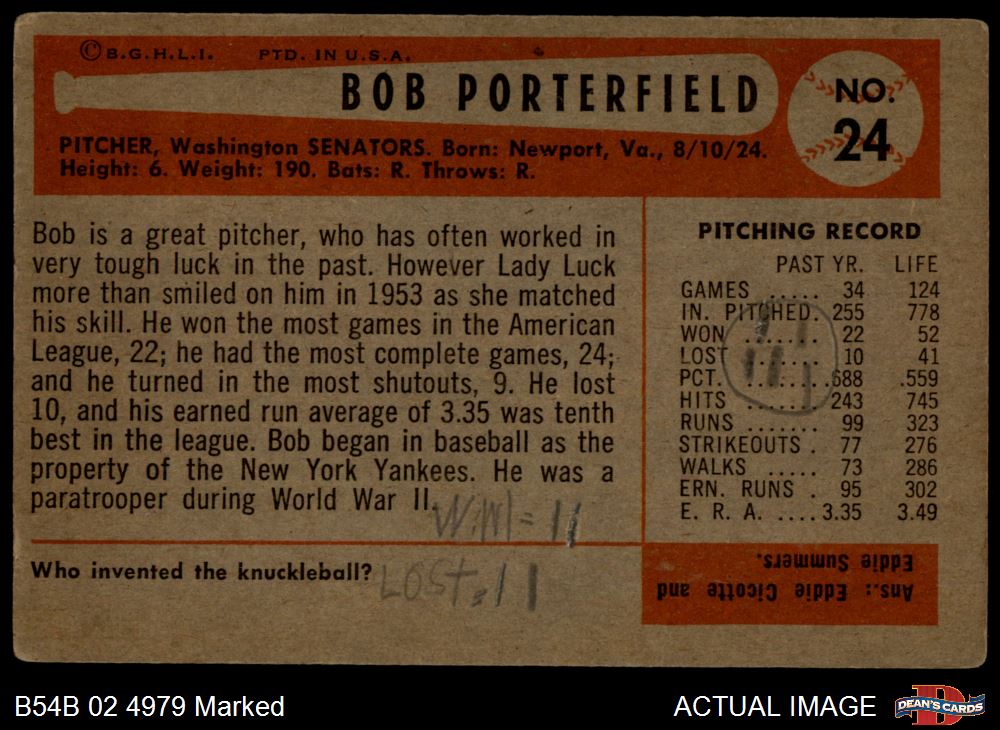 ©B.G.H.L.I. PTD. IN U.S.A.
BOB PORTERFIELD
NO.
24
PITCHER, Washington SENATORS. Born: Newport, Va., 8/10/24.
Height: 6. Weight: 190. Bats: R. Throws: R.
Bob is a great pitcher, who has often worked in
very tough luck in the past. However Lady Luck
more than smiled on him in 1953 as she matched
his skill. He won the most games in the American
League, 22; he had the most complete games, 24;
and he turned in the most shutouts, 9. He lost
10, and his earned run average of 3.35 was tenth
best in the league. Bob began in baseball as the
property of the New York Yankees. He was a
paratrooper during World War II.
= 11
Who invented the knuckleball?
LOST = 11
PITCHING RECORD
PAST YR. LIFE
GAMES ..... 34 124
IN. PITCHED. 255 778
WON ....... 22 52
LOST ....... 10 41
PCT. ....... .688 .559
HITS ...... 243 745
RUNS ...... 99 323
STRIKEOUTS . 77 276
WALKS ..... 73 286
ERN. RUNS . 95 302
E. R. A. .... 3.35 3.49
Ans.: Eddie Cicotte and
Eddie Summers.
B54B 02 4979 Marked
ACTUAL IMAGE
D
DEAN'S CARDS